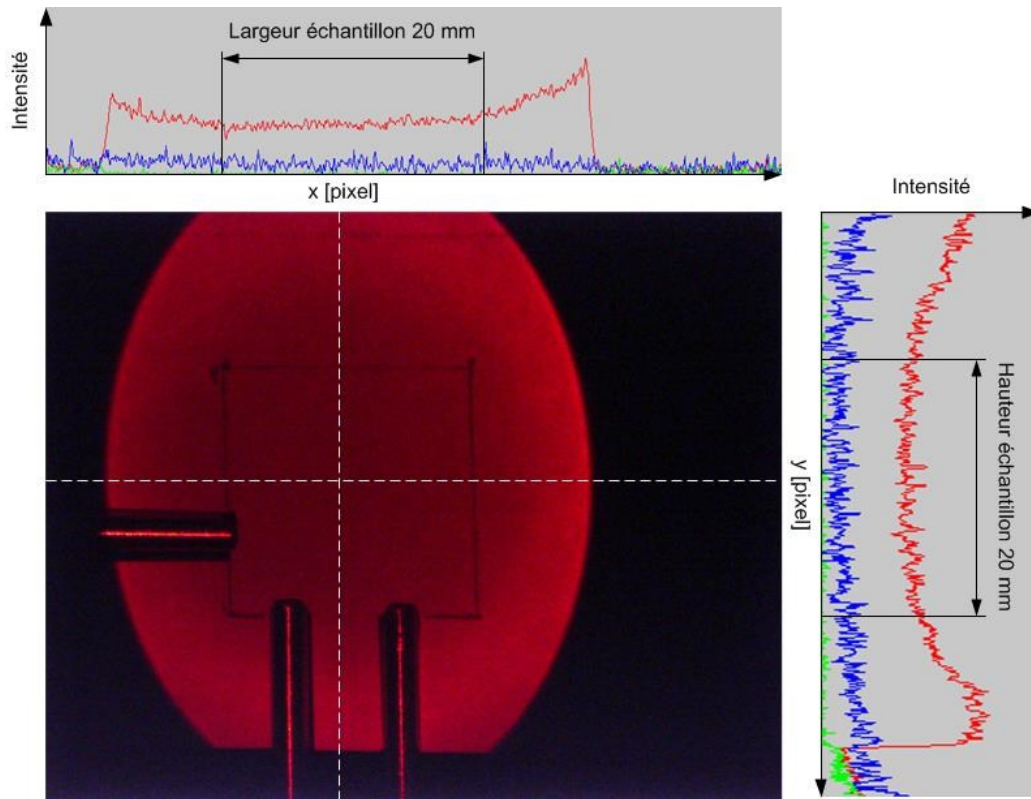 Largeur échantillon 20 mm
Intensité
x [pixel]
Intensité
Hauteur échantillon 20 mm
y [pixel]